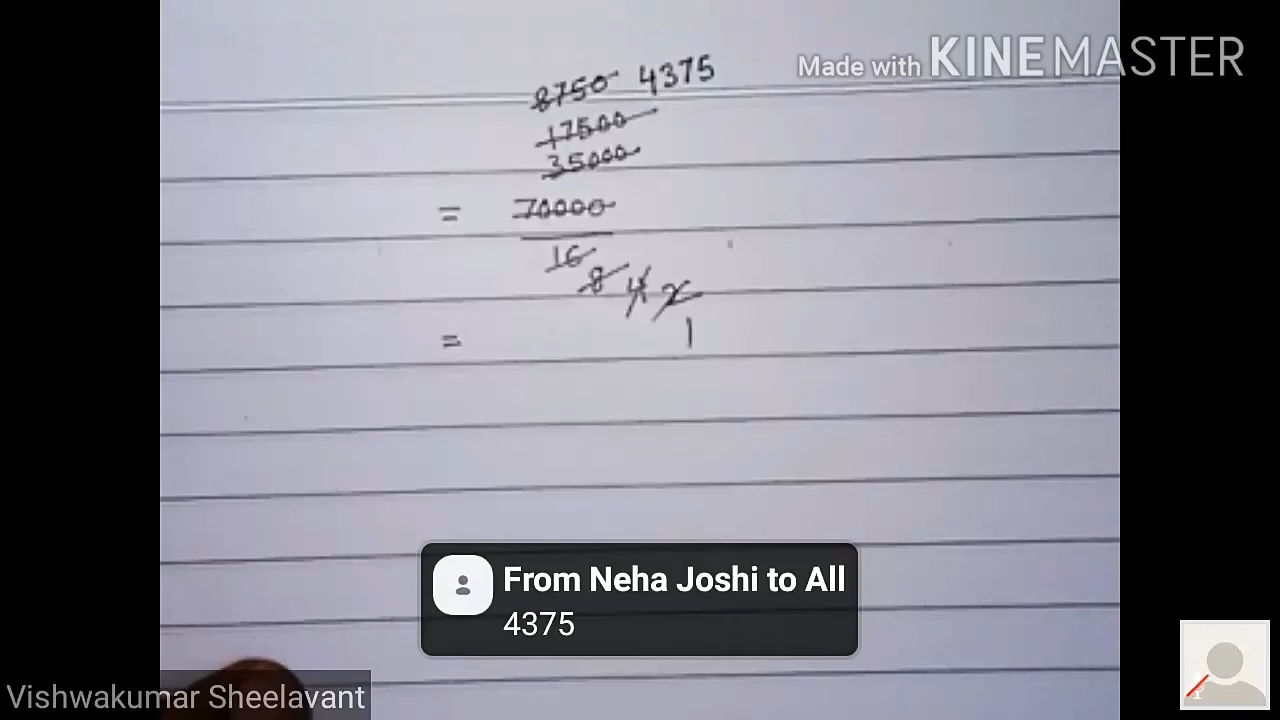 Made with KINEMASTER
8750 4375
17500
35000
= 70000
16
8 4 2
= 1
From Neha Joshi to All
4375
Vishwakumar Sheelavant